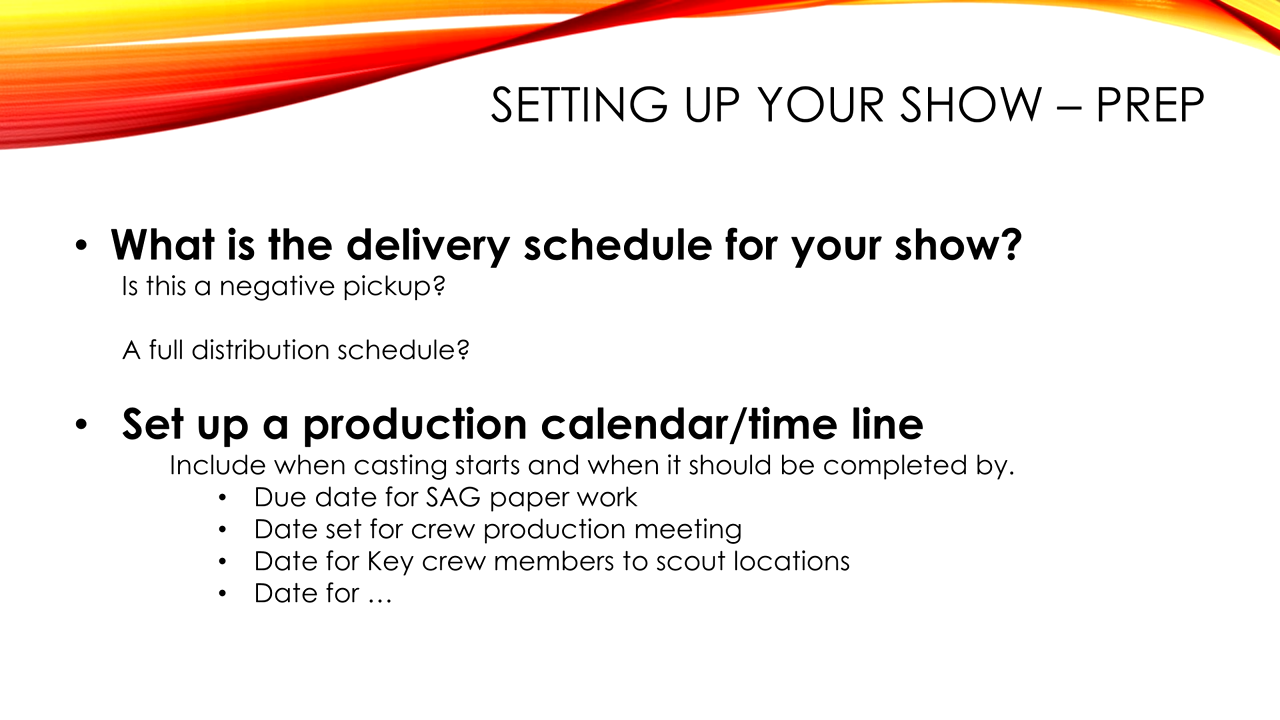 SETTING UP YOUR SHOW – PREP
• What is the delivery schedule for your show?
Is this a negative pickup?
A full distribution schedule?
• Set up a production calendar/time line
Include when casting starts and when it should be completed by.
• Due date for SAG paper work
• Date set for crew production meeting
• Date for Key crew members to scout locations
• Date for …